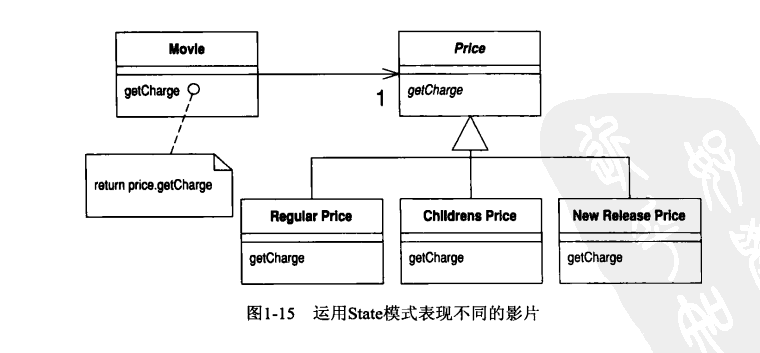 Movie
Price
getCharge
1
getCharge
return price.getCharge
Regular Price
Childrens Price
New Release Price
getCharge
getCharge
getCharge
图1-15 运用State模式表现不同的影片